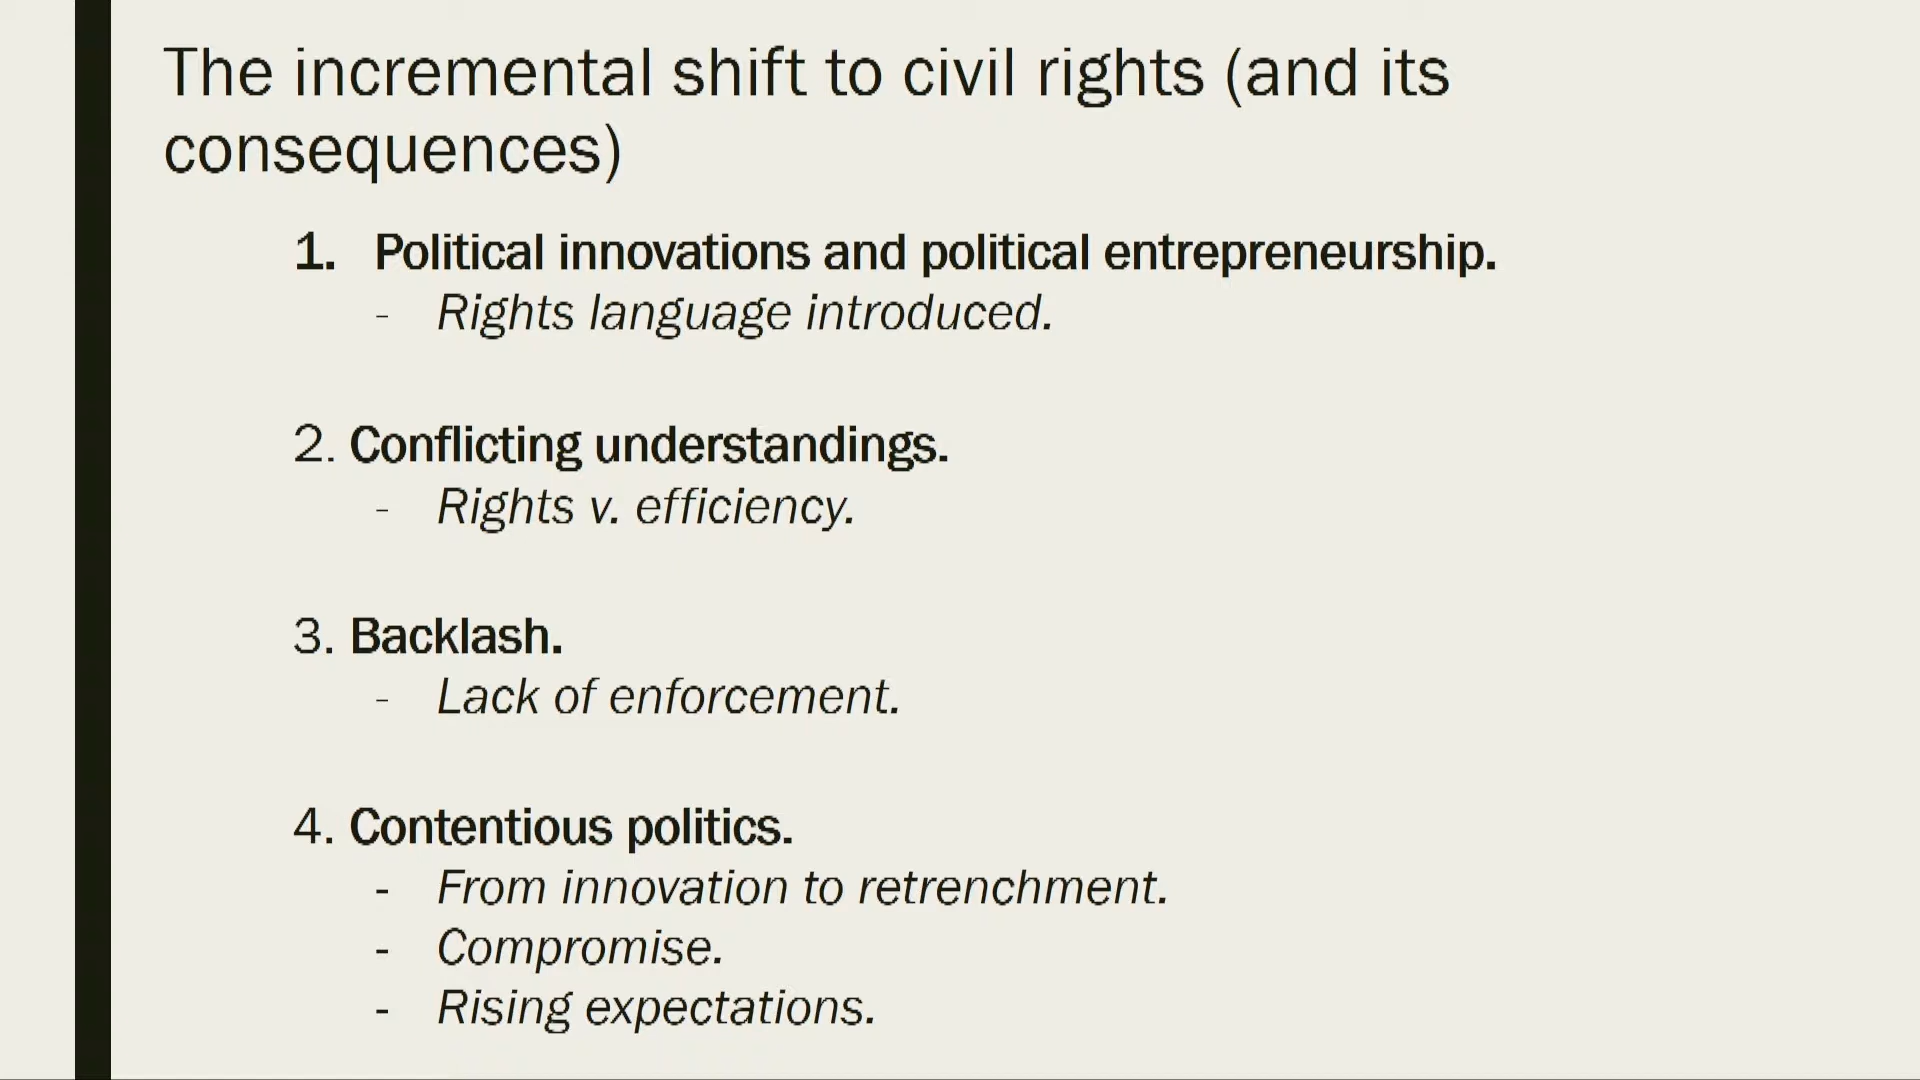 The incremental shift to civil rights (and its
consequences)
1. Political innovations and political entrepreneurship.
- Rights language introduced.
2. Conflicting understandings.
- Rights v. efficiency.
3. Backlash.
- Lack of enforcement.
4. Contentious politics.
- From innovation to retrenchment.
- Compromise.
- Rising expectations.